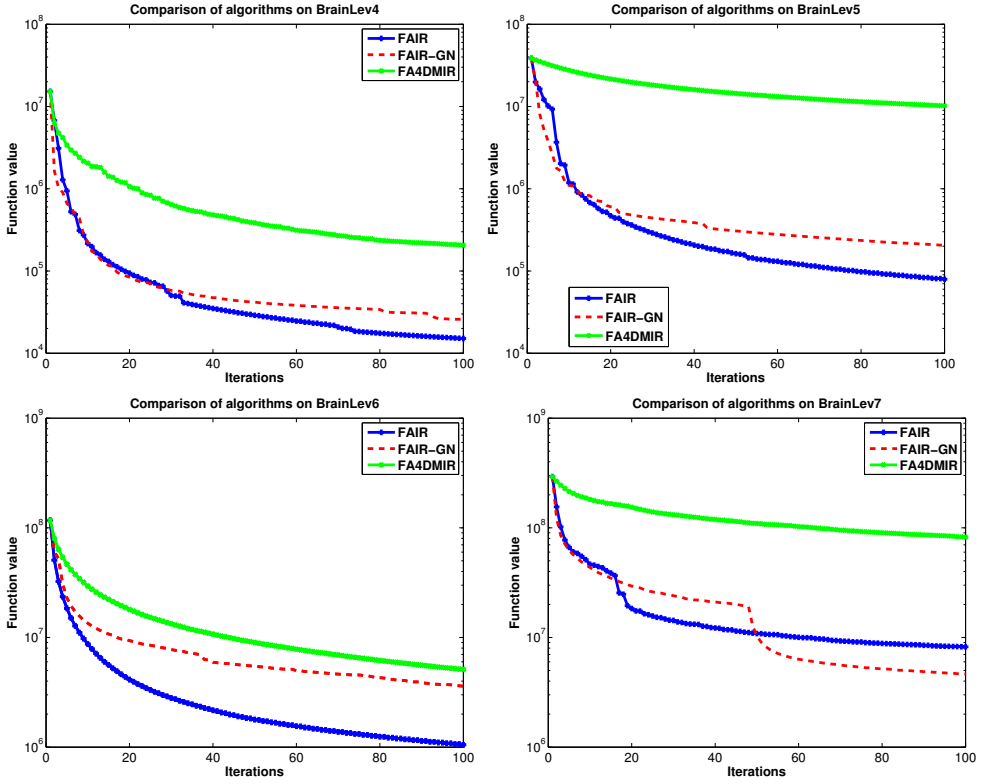 Comparison of algorithms on BrainLev4
10^8
10^7
10^6
10^5
10^4
Function value
0
20
40
60
80
100
Iterations
FAIR
FAIR-GN
FA4DMIR
Comparison of algorithms on BrainLev5
10^8
10^7
10^6
10^5
10^4
Function value
0
20
40
60
80
100
Iterations
FAIR
FAIR-GN
FA4DMIR
Comparison of algorithms on BrainLev6
10^9
10^8
10^7
10^6
Function value
0
20
40
60
80
100
Iterations
FAIR
FAIR-GN
FA4DMIR
Comparison of algorithms on BrainLev7
10^9
10^8
10^7
10^6
Function value
0
20
40
60
80
100
Iterations
FAIR
FAIR-GN
FA4DMIR